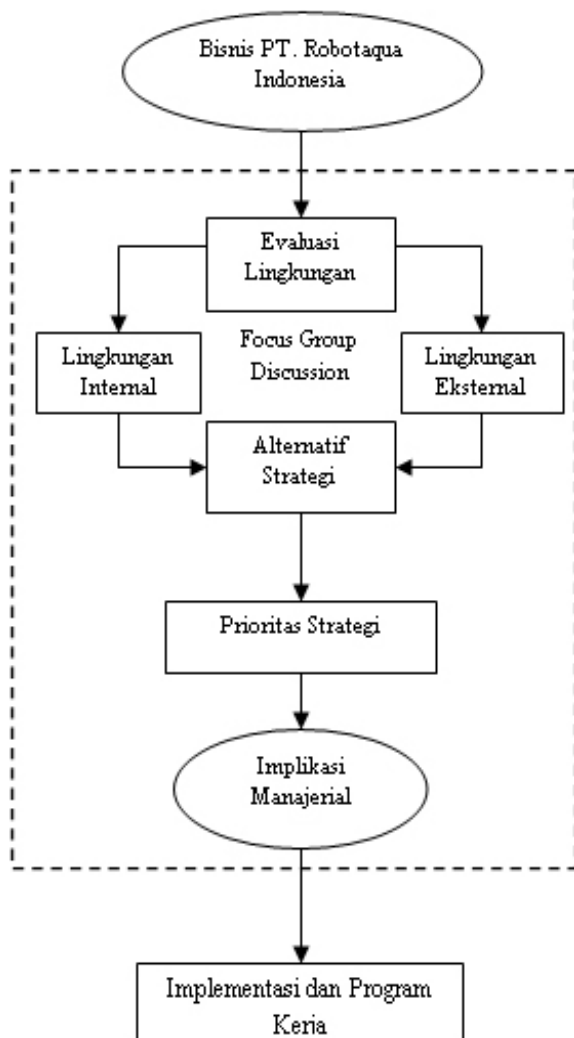 Bisnis PT. Robotaqua
Indonesia
Evaluasi
Lingkungan
Lingkungan
Internal
Focus Group
Discussion
Lingkungan
Eksternal
Alternatif
Strategi
Prioritas Strategi
Implikasi
Manajerial
Implementasi dan Program
Kerja